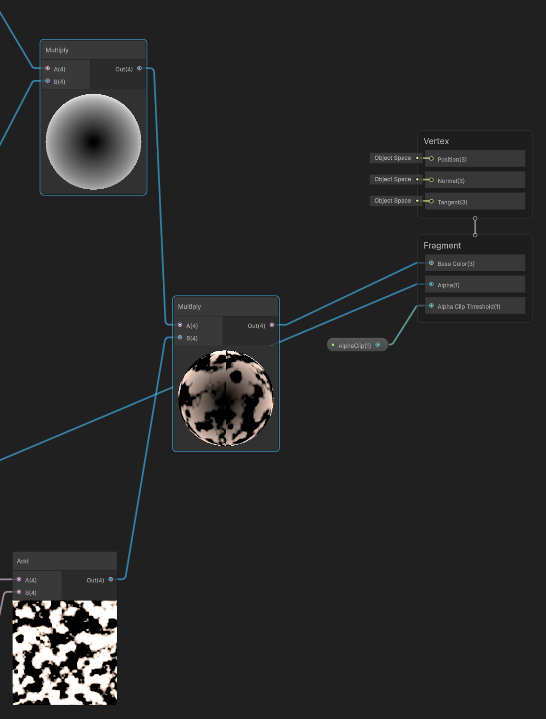 Multiply
A(4) Out(4)
B(4)
Vertex
Object Space Position(3)
Object Space Normal(3)
Object Space Tangent(3)
Fragment
Base Color(3)
Alpha(1)
Alpha Clip Threshold(1)
Multiply
A(4) Out(4)
B(4)
AlphaClip(1)
Add
A(4) Out(4)
B(4)